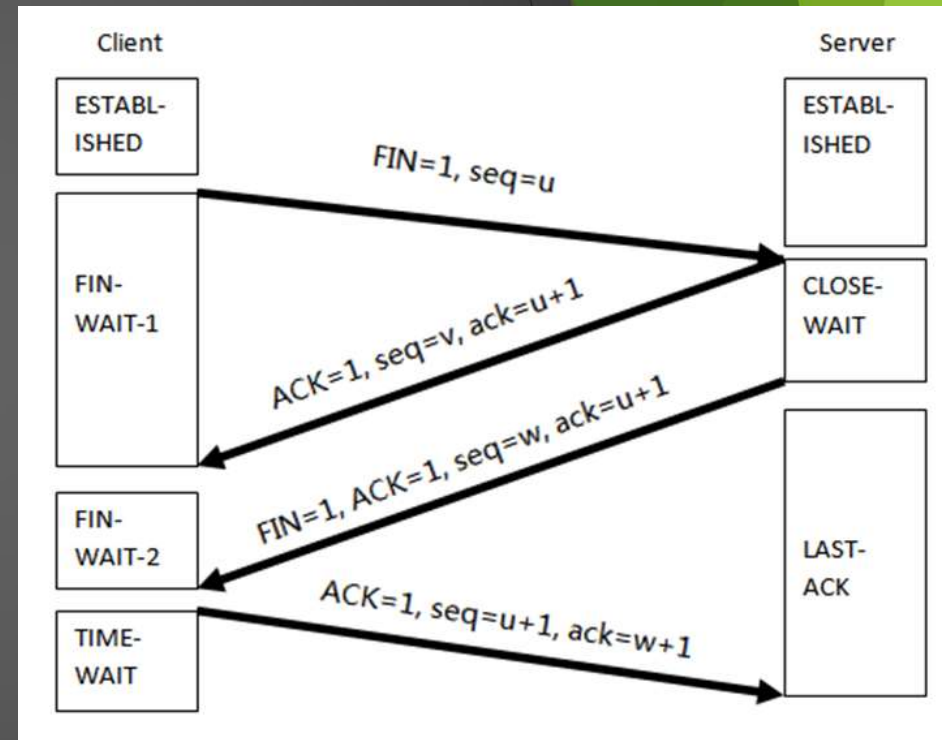 Client
Server
ESTABL-
ISHED
ESTABL-
ISHED
FIN=1, seq=u
FIN-
WAIT-1
CLOSE-
WAIT
ACK=1, seq=v, ack=u+1
FIN=1, ACK=1, seq=w, ack=u+1
FIN-
WAIT-2
LAST-
ACK
ACK=1, seq=u+1, ack=w+1
TIME-
WAIT